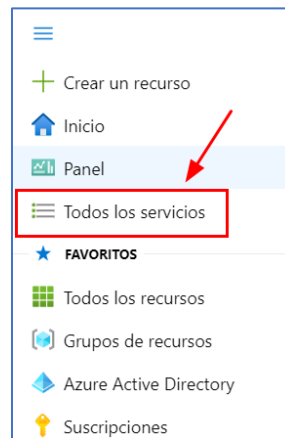 Crear un recurso
Inicio
Panel
Todos los servicios
FAVORITOS
Todos los recursos
Grupos de recursos
Azure Active Directory
Suscripciones